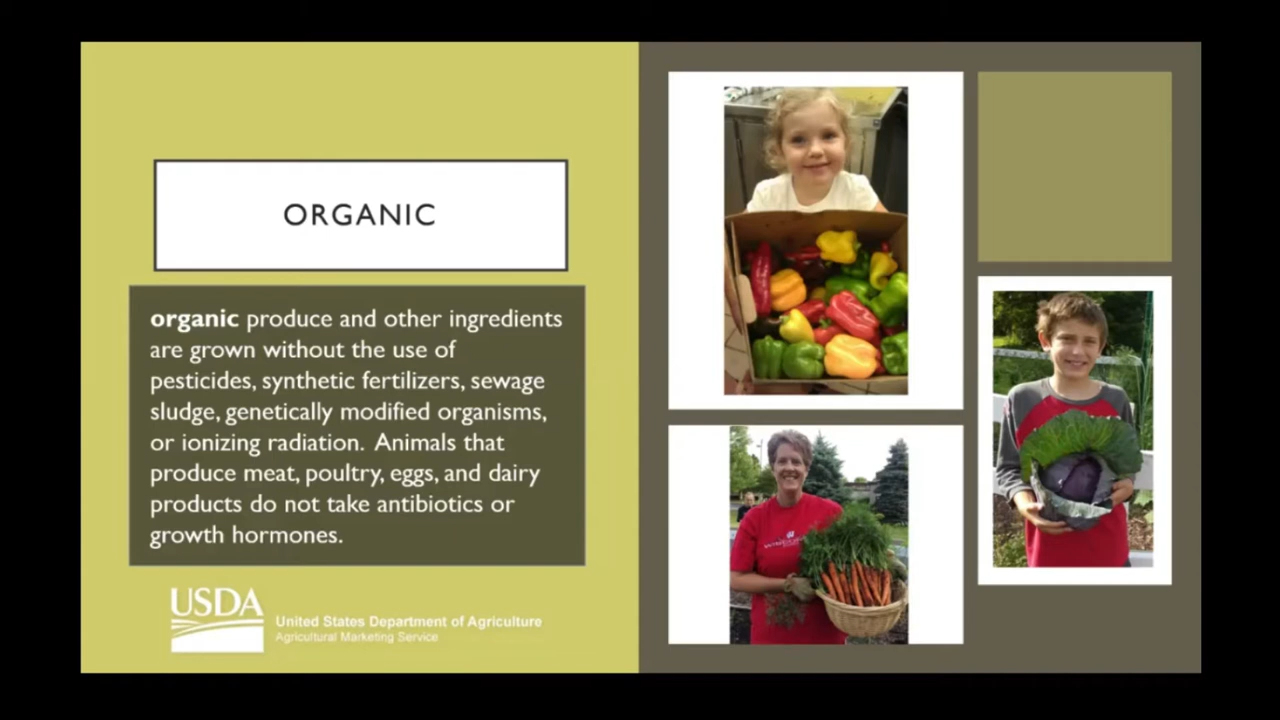 ORGANIC
organic produce and other ingredients
are grown without the use of
pesticides, synthetic fertilizers, sewage
sludge, genetically modified organisms,
or ionizing radiation. Animals that
produce meat, poultry, eggs, and dairy
products do not take antibiotics or
growth hormones.
USDA
United States Department of Agriculture
Agricultural Marketing Service